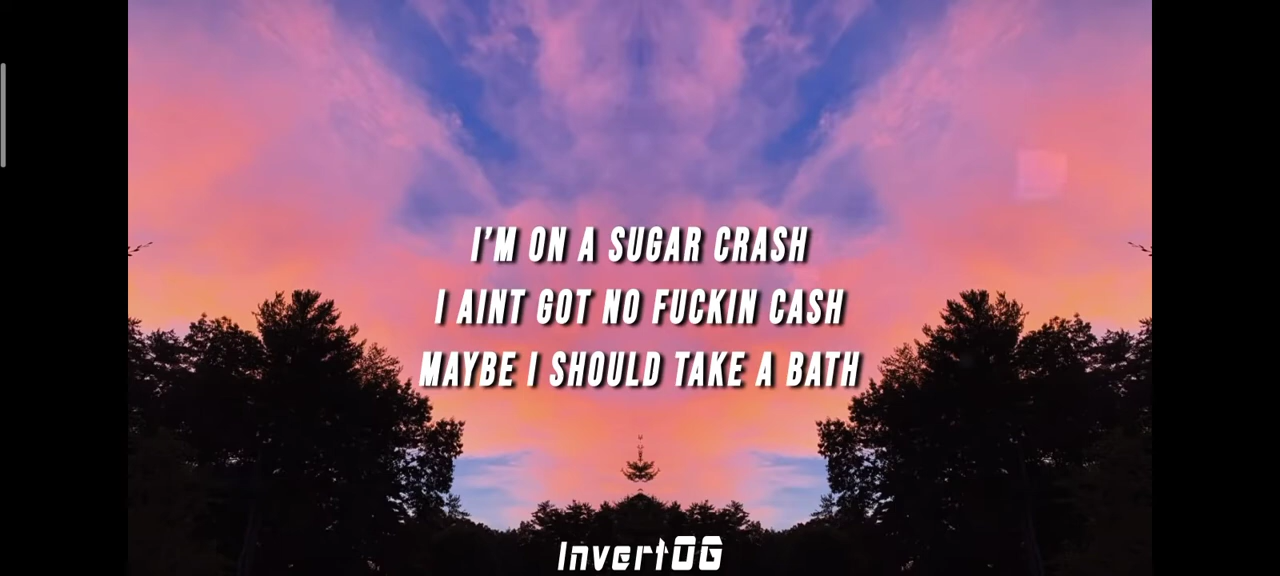 I'M ON A SUGAR CRASH
I AINT GOT NO FUCKIN CASH
MAYBE I SHOULD TAKE A BATH
InvertOG